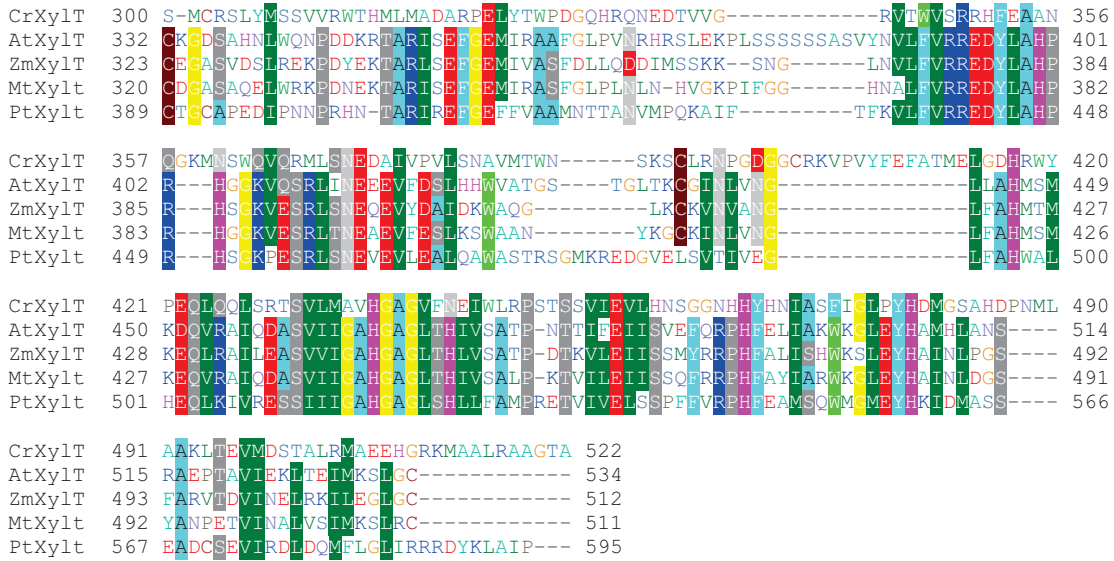 CrXylT 300 S-MCRSLYMSSVVRWTHMLMADARPELYTWPDGQHRQNEDTVVG----------RVTWVSRRHFEAAN 356
AtXylT 332 CKGDSAHNLWQNPDDKRTARISEFGEMIRAAFGLPVNRHRSLEKPLSSSSSSASVYNVLFVRREDYLAHP 401
ZmXylT 323 CEGASVDSLREKPDYEKTARLSEFGEMIVASFDLLQDDIMSSKK--SNG-----LNVLFVRREDYLAHP 384
MtXylt 320 CDGASAQELWRKPDNEKTARISEFGEMIRASFGLPLNLN-HVGKPIFGG------HNALFVRREDYLAHP 382
PtXylt 389 CTGCAPEDIPNNPRHN-TARIREFGEFFVAAMNTTANVMPQKAIF---------TFKVLFVRREDYLPHP 448
CrXylT 357 QGKMNSWQVQRMLSNEDAIVPVLSNAVMTWN------SKSCLRNPGDGGCRKVPVYFEFATMELGDHRWY 420
AtXylT 402 R---HGGKVQSRLINEEEVFDSLHHWVATGS----TGLTKCGINLVNG---------------LLAHMSM 449
ZmXylT 385 R---HSGKVESRLSNEQEVYDAIDKWAQG---------LKCKVNVANG---------------LFAHMTM 427
MtXylt 383 R---HGGKVESRLTNEAEVFESLKSWAAN---------YKGCKINLVNG---------------LFAHMSM 426
PtXylt 449 R---HSGKPESRLSNEVEVLEALQAWASTRSGMKREDGVELSVTIVEG---------------LFAHWAL 500
CrXylT 421 PEQLQQLSRTSVLMAVHGAGVFNEIWLRPSTSSVIEVLHNSGGNHHYHNIASFIGLPYHDMGSAHDPNML 490
AtXylT 450 KDQVRAIQDASVIIGAHGAGLTHIVSATP-NTTIFEIISVEFQRPHFELIAKWKGLEYHAMHLANS---- 514
ZmXylT 428 KEQLRAILEASVVIGAHGAGLTHLVSATP-DTKVLEIISSMYRRPHFALISHWKSLEYHAINLPGS---- 492
MtXylt 427 KEQVRAIQDASVIIGAHGAGLTHIVSALP-KTVILEIISSQFRRPHFAYIARWKGLEYHAINLDGS---- 491
PtXylt 501 HEQLKIVRESSIIIGAHGAGLSHLLFAMPRETVIVELSSPFFVRPHFEAMSQWMGMEYHKIDMASS---- 566
CrXylT 491 AAKLTEVMDSTALRMAEEHGRKMAALRAAGTA 522
AtXylT 515 RAEPTAVIEKLTEIMKSLGC------------ 534
ZmXylT 493 FARVTDVINELRKILEGLGC------------ 512
MtXylt 492 YANPETVINALVSIMKSLRC------------ 511
PtXylt 567 EADCSEVIRDLDQMFLGLIRRRDYKLAIP--- 595